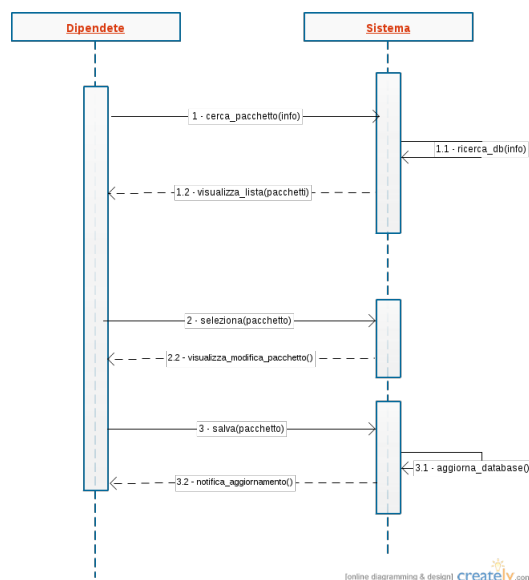 Dipendete
Sistema
1 - cerca_pacchetto(info)
1.1 - ricerca_db(info)
1.2 - visualizza_lista(pacchetti)
2 - seleziona(pacchetto)
2.2 - visualizza_modifica_pacchetto()
3 - salva(pacchetto)
3.1 - aggiorna_database()
3.2 - notifica_aggiornamento()
[online diagramming & design] creately.com